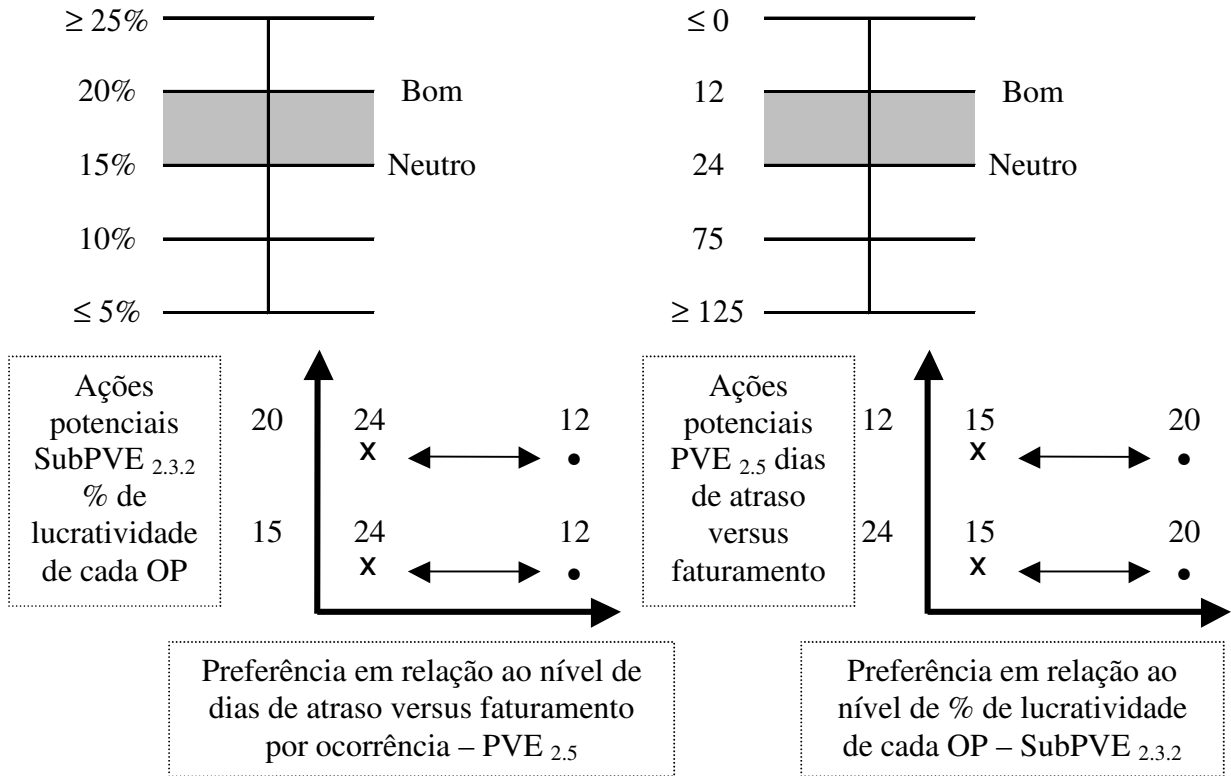 ≥ 25%
20%
Bom
15%
Neutro
10%
≤ 5%
≤ 0
12
Bom
24
Neutro
75
≥ 125
Ações
potenciais
SubPVE 2.3.2
% de
lucratividade
de cada OP
20
24
12
x
15
24
12
x
Preferência em relação ao nível de
dias de atraso versus faturamento
por ocorrência – PVE 2.5
Ações
potenciais
PVE 2.5 dias
de atraso
versus
faturamento
12
15
20
x
24
15
20
x
Preferência em relação ao
nível de % de lucratividade
de cada OP – SubPVE 2.3.2